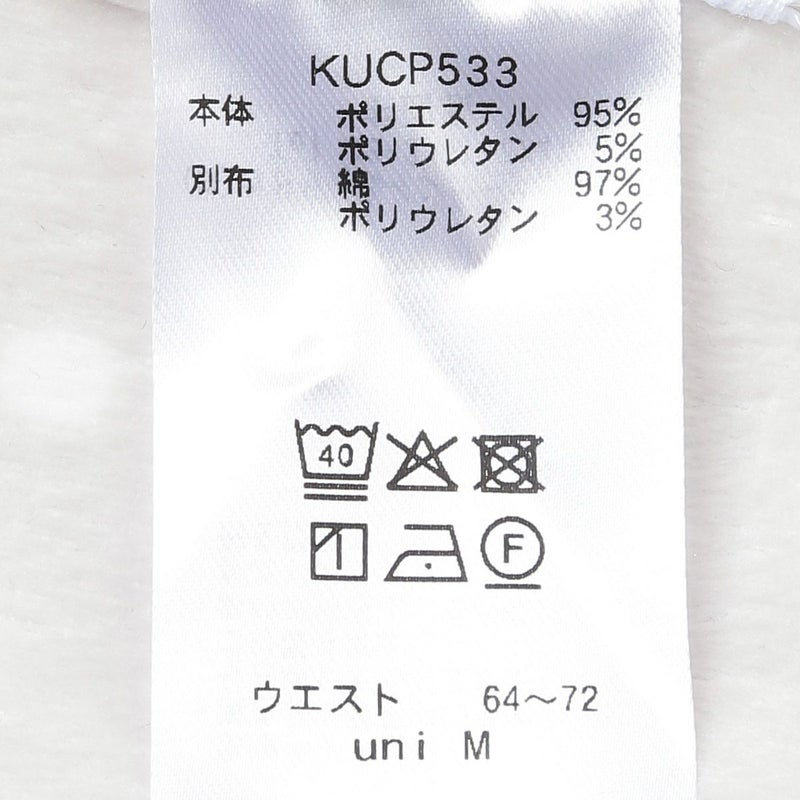 KUCP533
本体 ポリエステル 95%
ポリウレタン 5%
別布 綿 97%
ポリウレタン 3%
40
F
ウエスト 64〜72
uni M